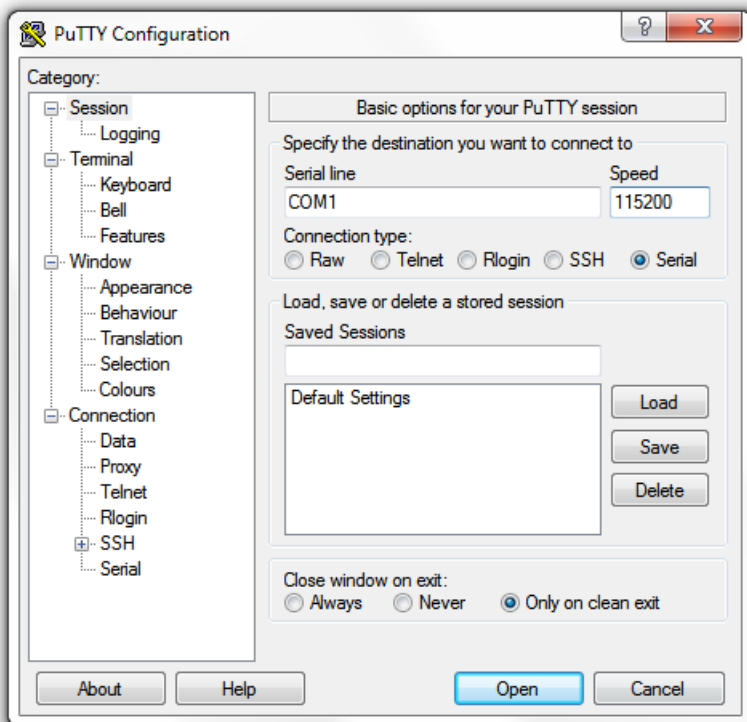 PuTTY Configuration
Category:
Session
Logging
Terminal
Keyboard
Bell
Features
Window
Appearance
Behaviour
Translation
Selection
Colours
Connection
Data
Proxy
Telnet
Rlogin
SSH
Serial
Basic options for your PuTTY session
Specify the destination you want to connect to
Serial line Speed
COM1 115200
Connection type:
Raw Telnet Rlogin SSH Serial
Load, save or delete a stored session
Saved Sessions
Default Settings
Load
Save
Delete
Close window on exit:
Always Never Only on clean exit
About Help Open Cancel